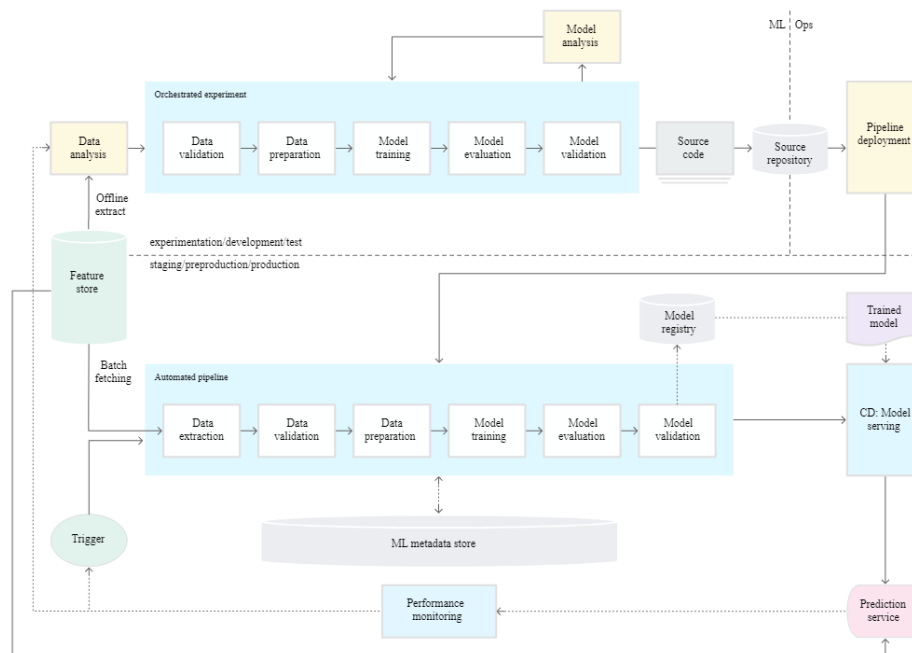 Model
analysis
ML
Ops
Orchestrated experiment
Data
analysis
Data
validation
Data
preparation
Model
training
Model
evaluation
Model
validation
Source
code
Source
repository
Pipeline
deployment
Offline
extract
experimentation/development/test
staging/preproduction/production
Feature
store
Model
registry
Trained
model
Batch
fetching
Automated pipeline
Data
extraction
Data
validation
Data
preparation
Model
training
Model
evaluation
Model
validation
CD: Model
serving
Trigger
ML metadata store
Performance
monitoring
Prediction
service